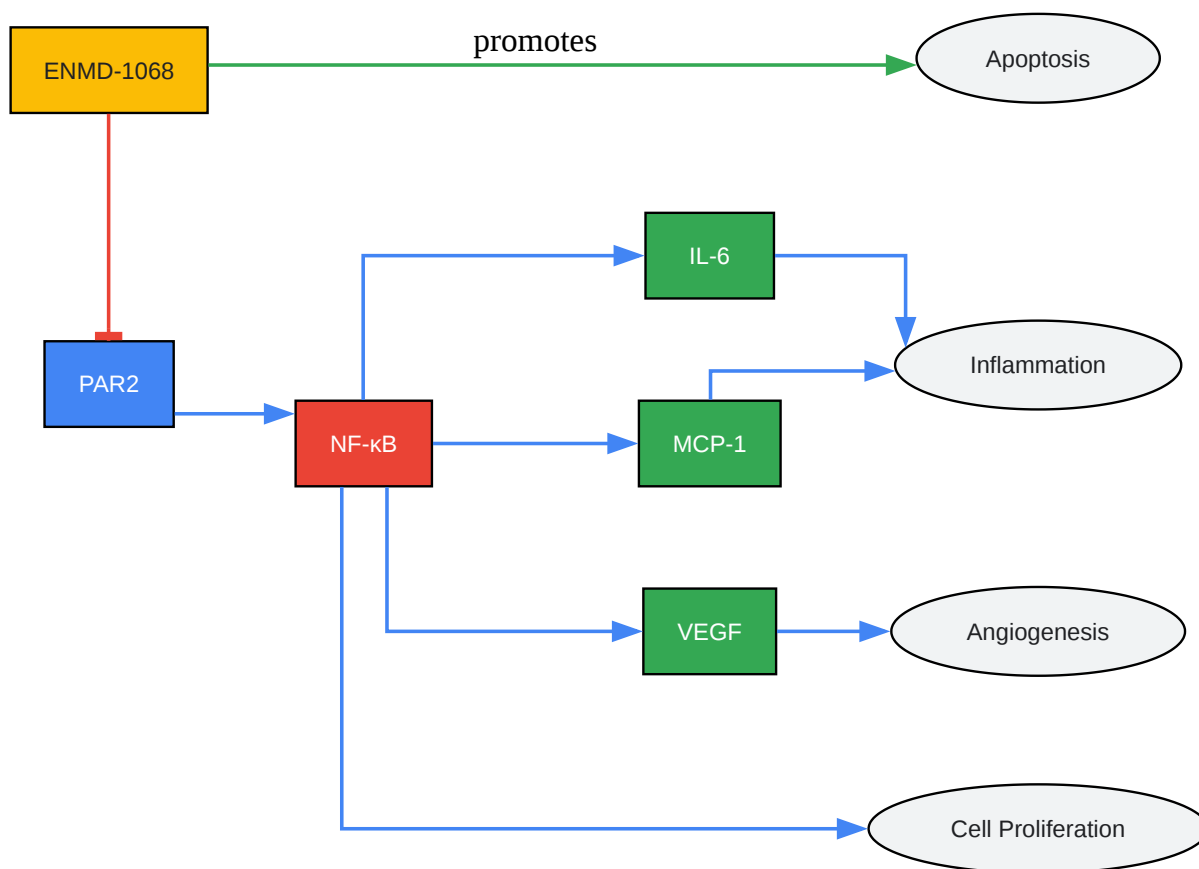 promotes
ENMD-1068
Apoptosis
IL-6
Inflammation
PAR2
NF-κB
MCP-1
VEGF
Angiogenesis
Cell Proliferation